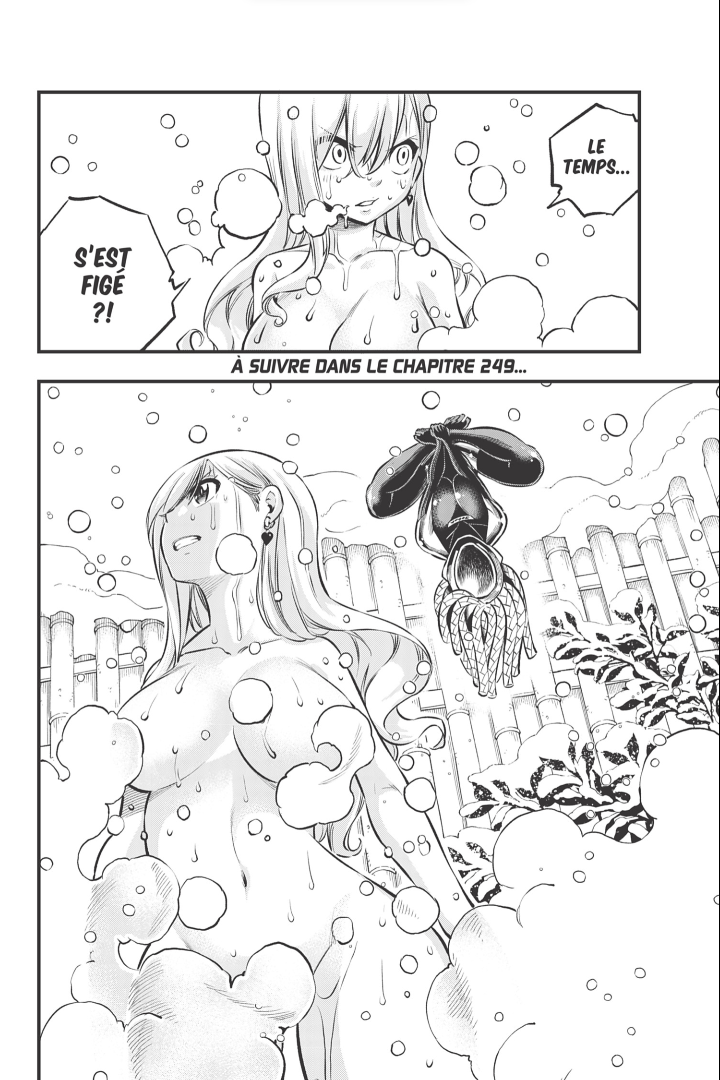 LE
TEMPS...
S'EST
FIGÉ
?!
À SUIVRE DANS LE CHAPITRE 249...